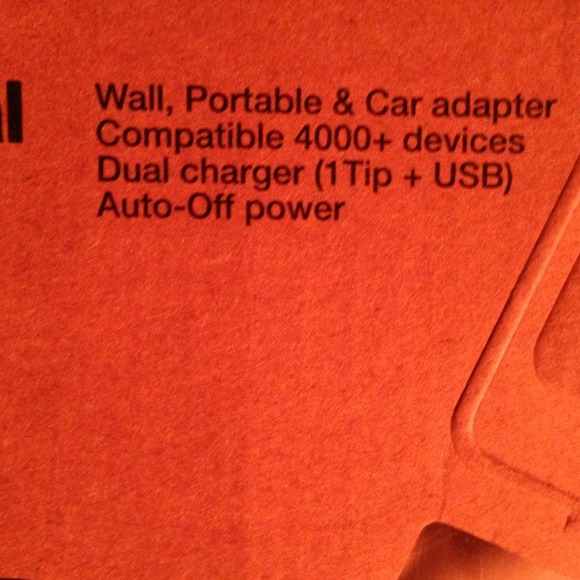 Wall, Portable & Car adapter
Compatible 4000+ devices
Dual charger (1Tip + USB)
Auto-Off power